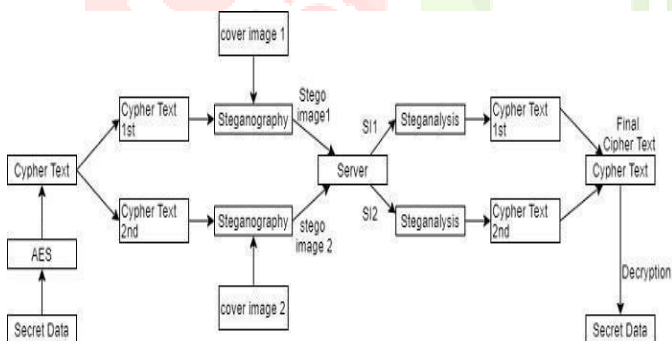 cover image 1
Cypher Text
1st
Steganography
Stego
image1
SI1
Steganalysis
Cypher Text
1st
Final
Cipher Text
Cypher Text
Server
Cypher Text
Cypher Text
2nd
Steganography
stego
image 2
SI2
Steganalysis
Cypher Text
2nd
AES
Decryption
cover image 2
Secret Data
Secret Data